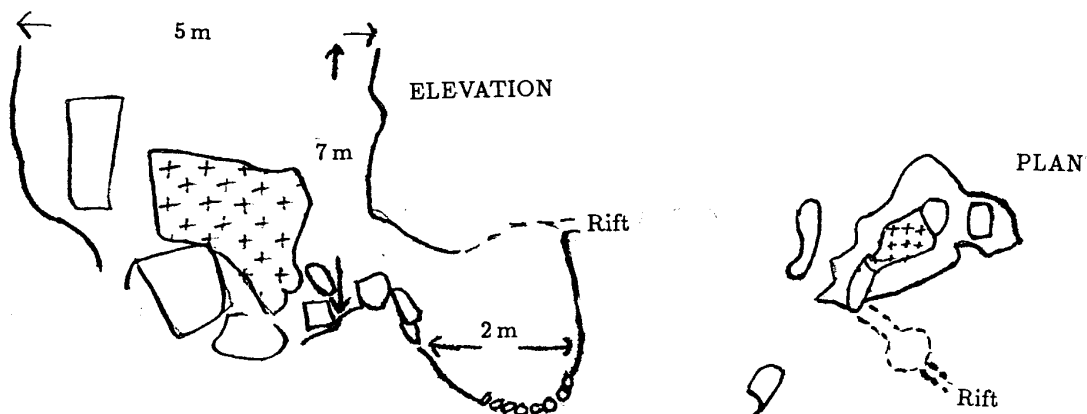 5 m
ELEVATION
7 m
PLAN
Rift
2 m
Rift